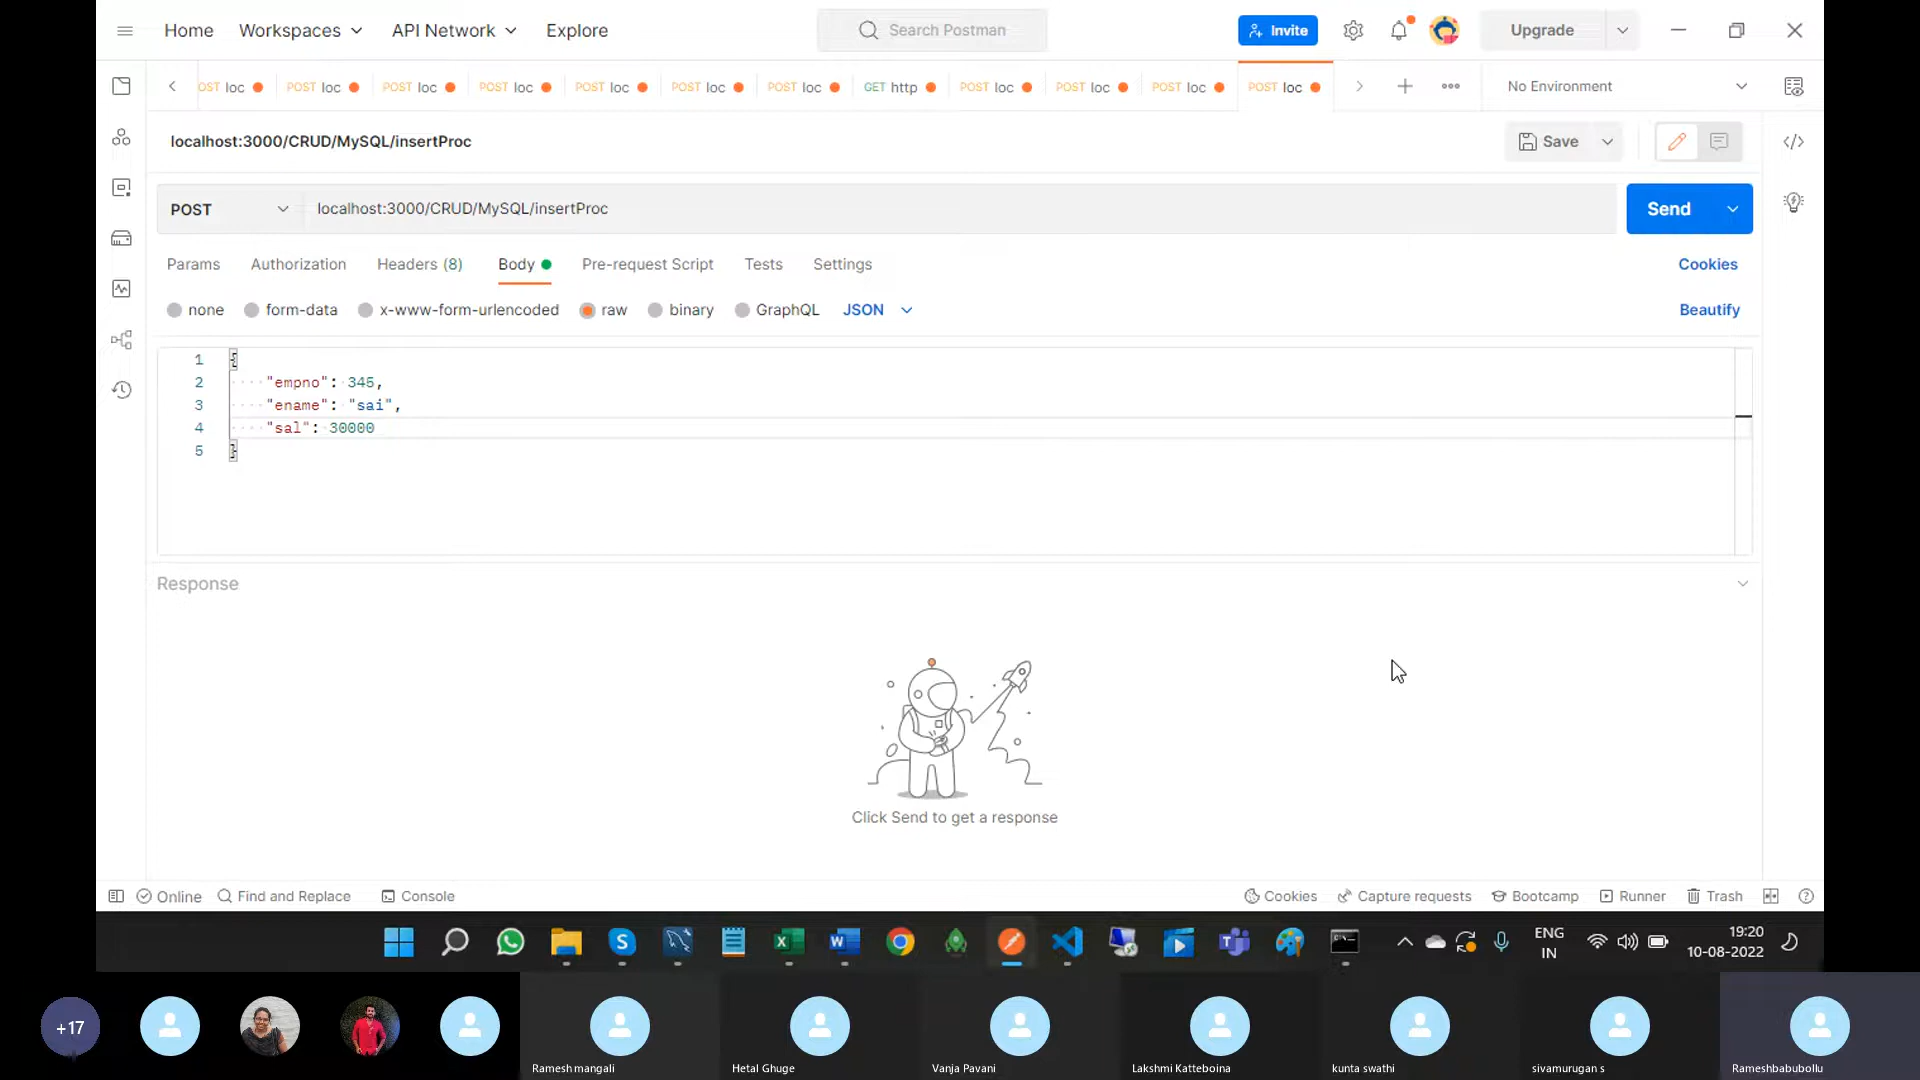 Home Workspaces API Network Explore Search Postman Invite Upgrade
OST loc POST loc POST loc POST loc POST loc POST loc POST loc GET http POST loc POST loc POST loc POST loc No Environment
localhost:3000/CRUD/MySQL/insertProc Save
POST localhost:3000/CRUD/MySQL/insertProc Send
Params Authorization Headers (8) Body Pre-request Script Tests Settings Cookies
none form-data x-www-form-urlencoded raw binary GraphQL JSON Beautify
1 {
2 "empno": 345,
3 "ename": "sai",
4 "sal": 30000
5 }
Response
Click Send to get a response
Online Find and Replace Console Cookies Capture requests Bootcamp Runner Trash
ENG 19:20
IN 10-08-2022
+17
Ramesh mangali Hetal Ghuge Vanja Pavani Lakshmi Katteboina kunta swathi sivamurugan s Rameshbabubollu